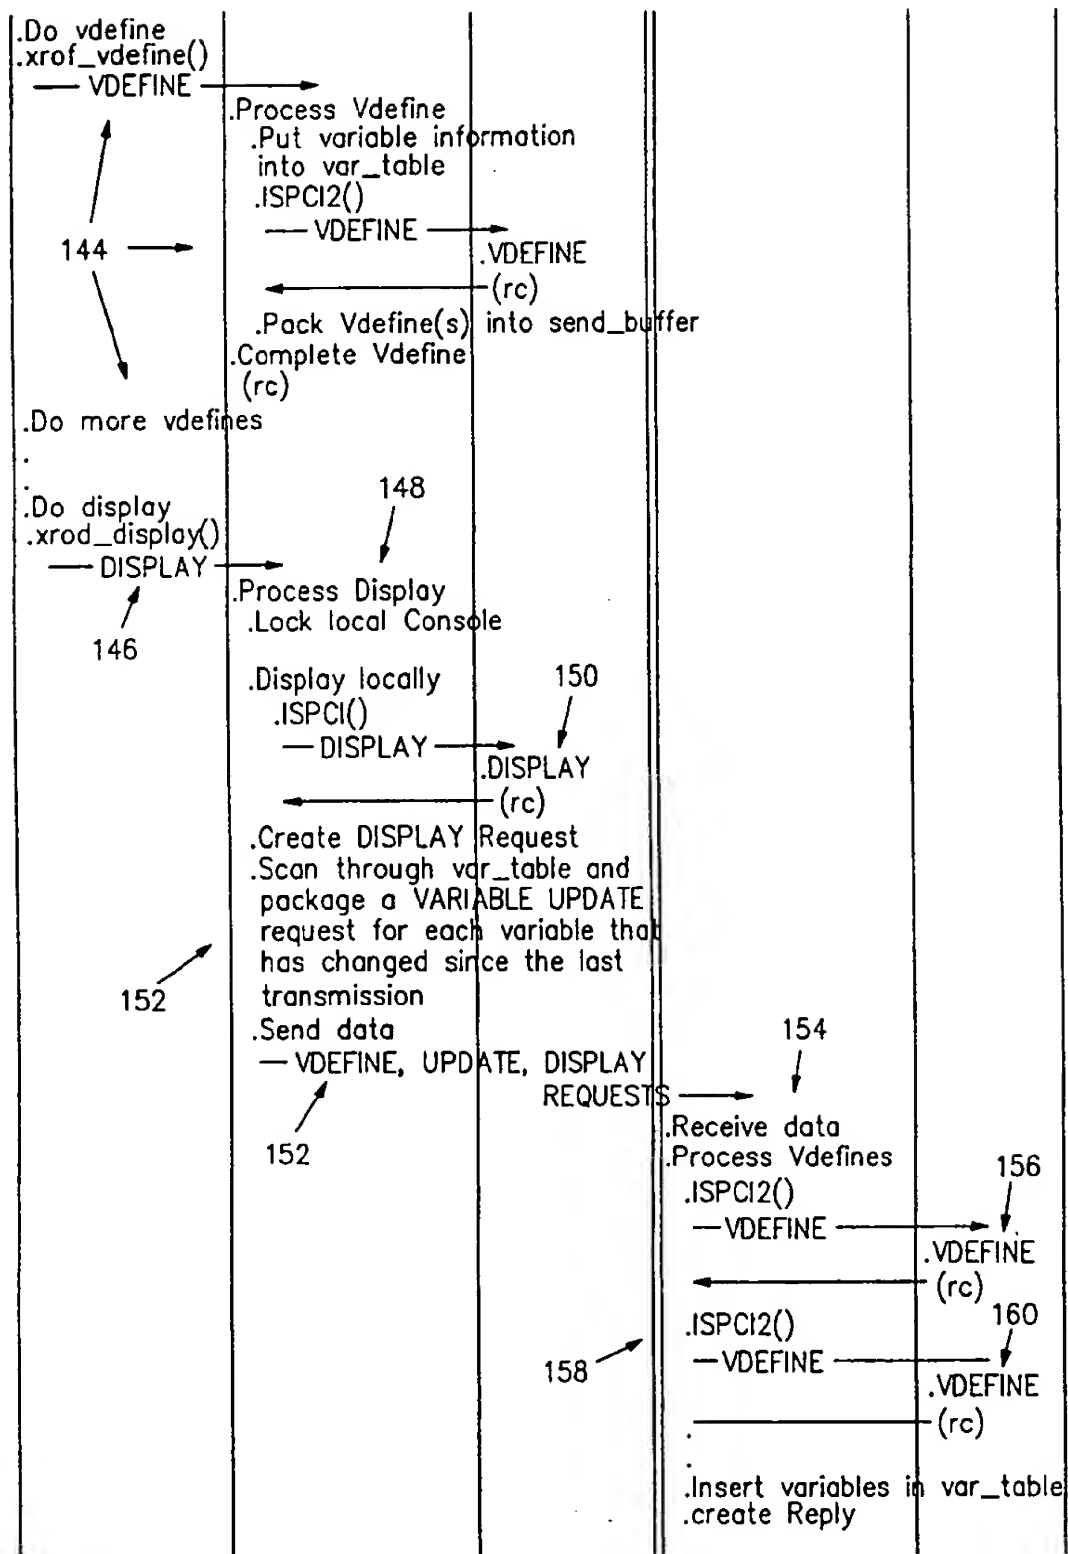 .Do vdefine
.xrof_vdefine()
VDEFINE
.Process Vdefine
.Put variable information
into var_table
.ISPCI2()
VDEFINE
144
.VDEFINE
(rc)
.Pack Vdefine(s) into send_buffer
.Complete Vdefine
(rc)
.Do more vdefines
.
.
.Do display
148
.xrod_display()
DISPLAY
.Process Display
.Lock local Console
146
.Display locally
150
.ISPCI()
DISPLAY
.DISPLAY
(rc)
.Create DISPLAY Request
.Scan through var_table and
package a VARIABLE UPDATE
request for each variable that
has changed since the last
transmission
152
.Send data
154
VDEFINE, UPDATE, DISPLAY
REQUESTS
.Receive data
152
.Process Vdefines
156
.ISPCI2()
VDEFINE
.VDEFINE
(rc)
.ISPCI2()
160
VDEFINE
158
.VDEFINE
(rc)
.
.
.Insert variables in var_table
.create Reply